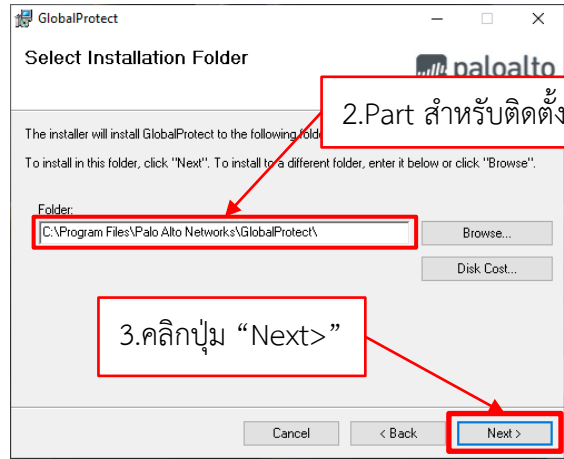 GlobalProtect
Select Installation Folder
paloalto
2.Part สำหรับติดตั้ง
The installer will install GlobalProtect to the following
To install in this folder, click "Next". To install to a different folder, enter it below or click "Browse".
Folder:
C:\Program Files\Palo Alto Networks\GlobalProtect\
Browse...
Disk Cost...
3.คลิกปุ่ม “Next>”
Cancel
< Back
Next >